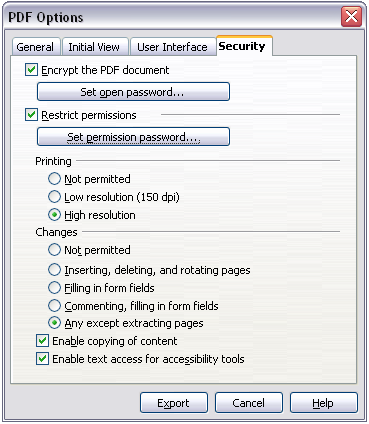 PDF Options
General Initial View User Interface Security
Encrypt the PDF document
Set open password...
Restrict permissions
Set permission password....
Printing
Not permitted
Low resolution (150 dpi)
High resolution
Changes
Not permitted
Inserting, deleting, and rotating pages
Filling in form fields
Commenting, filling in form fields
Any except extracting pages
Enable copying of content
Enable text access for accessibility tools
Export Cancel Help